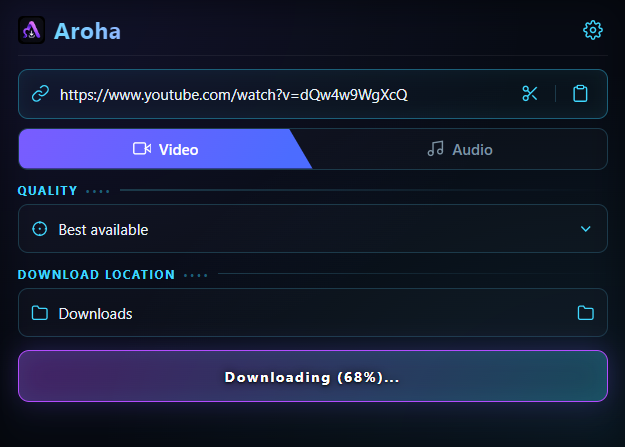 Aroha
https://www.youtube.com/watch?v=dQw4w9WgXcQ
Video
Audio
QUALITY
Best available
DOWNLOAD LOCATION
Downloads
Downloading (68%)...